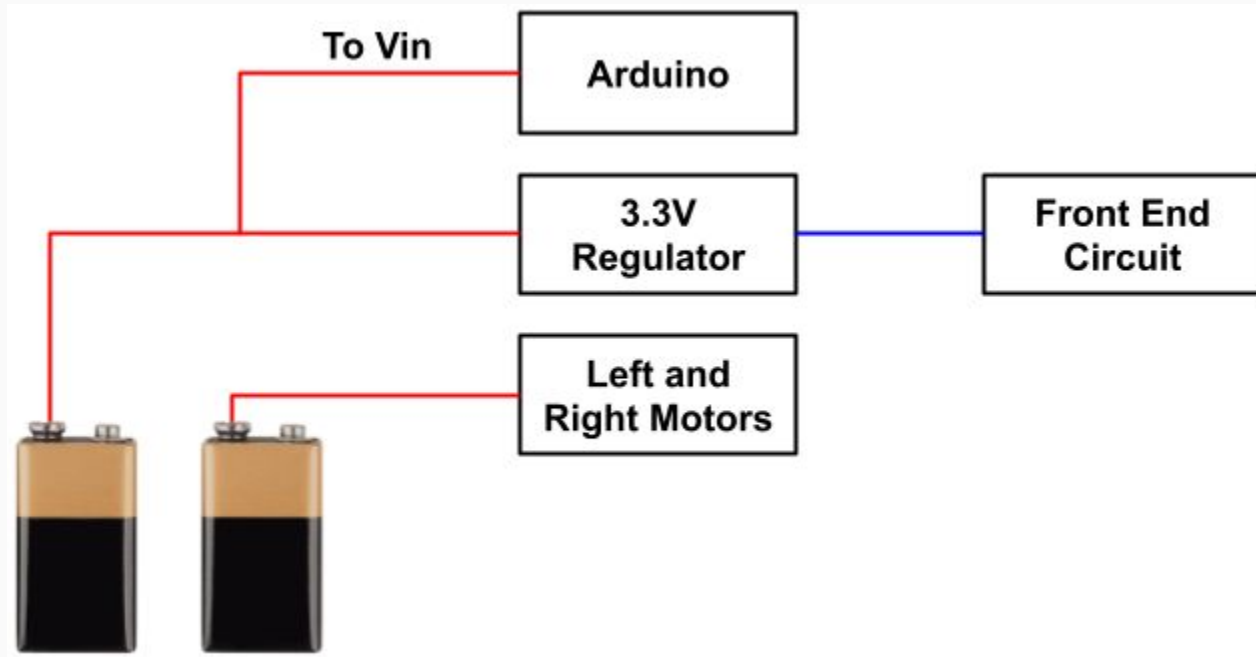 To Vin
Arduino
3.3V
Regulator
Front End
Circuit
Left and
Right Motors